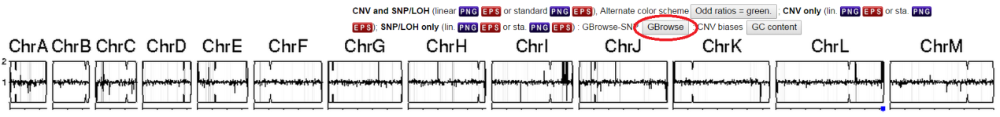 CNV and SNP/LOH (linear PNG EPS or standard PNG EPS), Alternate color scheme Odd ratios = green. ; CNV only (lin. PNG EPS or sta. PNG
EPS); SNP/LOH only (lin. PNG EPS or sta. PNG EPS) : GBrowse-SNP GBrowse CNV biases GC content
ChrA ChrB ChrC ChrD ChrE ChrF ChrG ChrH ChrI ChrJ ChrK ChrL ChrM
2
1